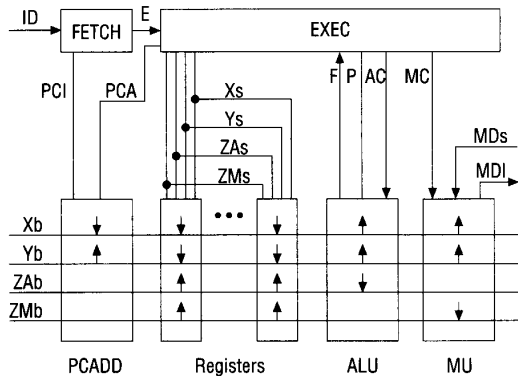 ID
E
FETCH
EXEC
PCI
PCA
Xs
F
P
AC
MC
Ys
MDs
ZAs
MDI
ZMs
Xb
Yb
ZAb
ZMb
PCADD
Registers
ALU
MU